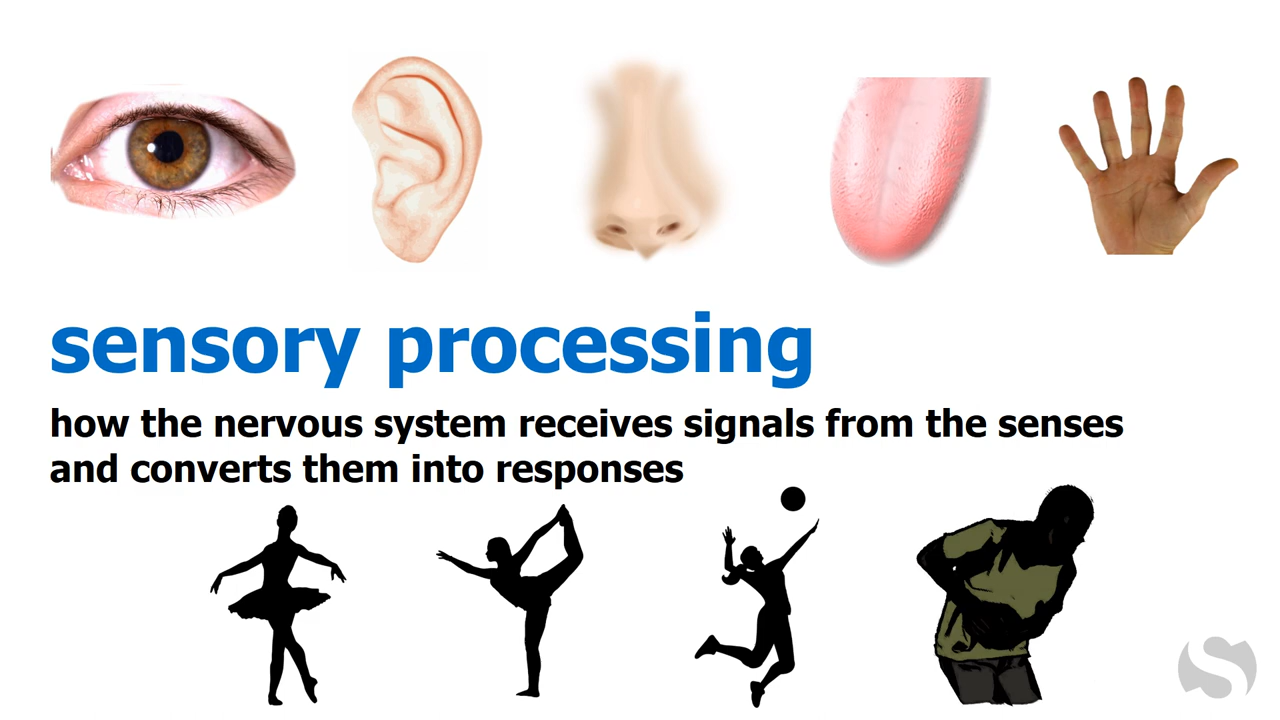 sensory processing
how the nervous system receives signals from the senses
and converts them into responses